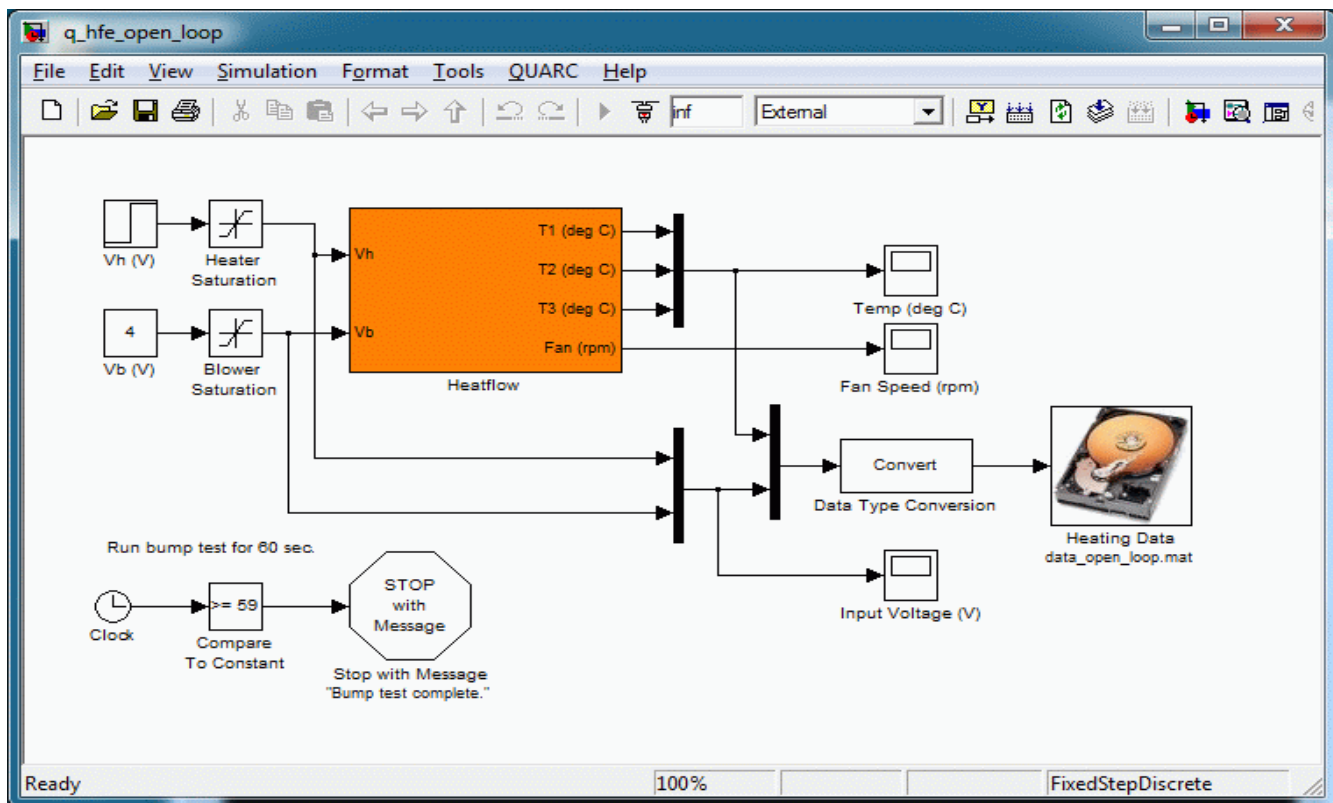 q_hfe_open_loop
File Edit View Simulation Format Tools QUARC Help
inf External
Vh (V)
Heater
Saturation
4
Vb (V)
Blower
Saturation
Vh
Vb
T1 (deg C)
T2 (deg C)
T3 (deg C)
Fan (rpm)
Heatflow
Temp (deg C)
Fan Speed (rpm)
Convert
Data Type Conversion
Heating Data
data_open_loop.mat
Input Voltage (V)
Run bump test for 60 sec.
Clock
>= 59
Compare
To Constant
STOP
with
Message
Stop with Message
"Bump test complete."
Ready 100% FixedStepDiscrete